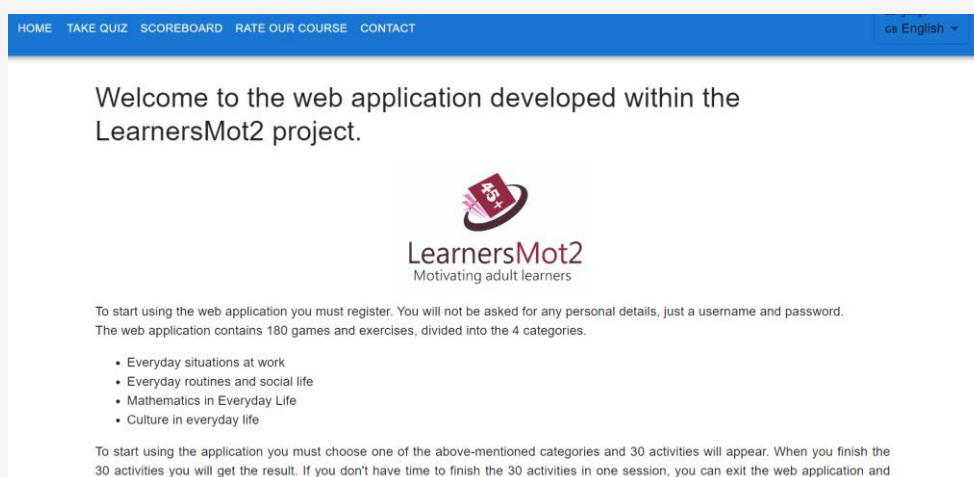 HOME TAKE QUIZ SCOREBOARD RATE OUR COURSE CONTACT
GB English
Welcome to the web application developed within the
LearnersMot2 project.
45+
LearnersMot2
Motivating adult learners
To start using the web application you must register. You will not be asked for any personal details, just a username and password.
The web application contains 180 games and exercises, divided into the 4 categories.
• Everyday situations at work
• Everyday routines and social life
• Mathematics in Everyday Life
• Culture in everyday life
To start using the application you must choose one of the above-mentioned categories and 30 activities will appear. When you finish the
30 activities you will get the result. If you don't have time to finish the 30 activities in one session, you can exit the web application and